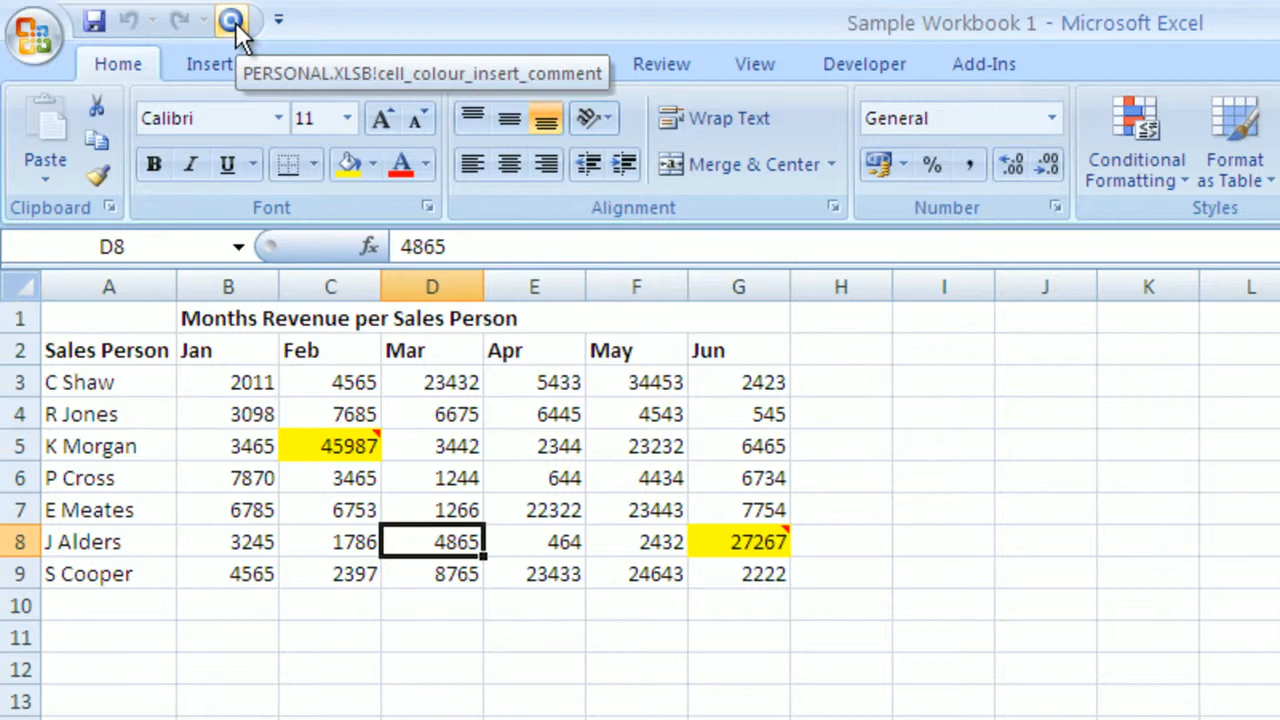 Sample Workbook 1 - Microsoft Excel
Home Insert Review View Developer Add-Ins
PERSONAL.XLSB!cell_colour_insert_comment
Paste
Calibri 11 A A Wrap Text General
B I U A Merge & Center % , .0 .00 .00 .0
Conditional Formatting
Format as Table
Clipboard Font Alignment Number Styles
D8 fx 4865
A B C D E F G H I J K L
1 Months Revenue per Sales Person
2 Sales Person Jan Feb Mar Apr May Jun
3 C Shaw 2011 4565 23432 5433 34453 2423
4 R Jones 3098 7685 6675 6445 4543 545
5 K Morgan 3465 45987 3442 2344 23232 6465
6 P Cross 7870 3465 1244 644 4434 6734
7 E Meates 6785 6753 1266 22322 23443 7754
8 J Alders 3245 1786 4865 464 2432 27267
9 S Cooper 4565 2397 8765 23433 24643 2222
10
11
12
13